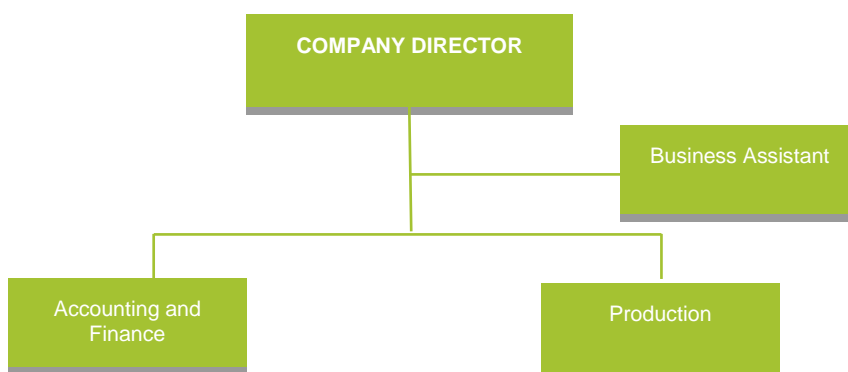 COMPANY DIRECTOR
Business Assistant
Accounting and
Finance
Production